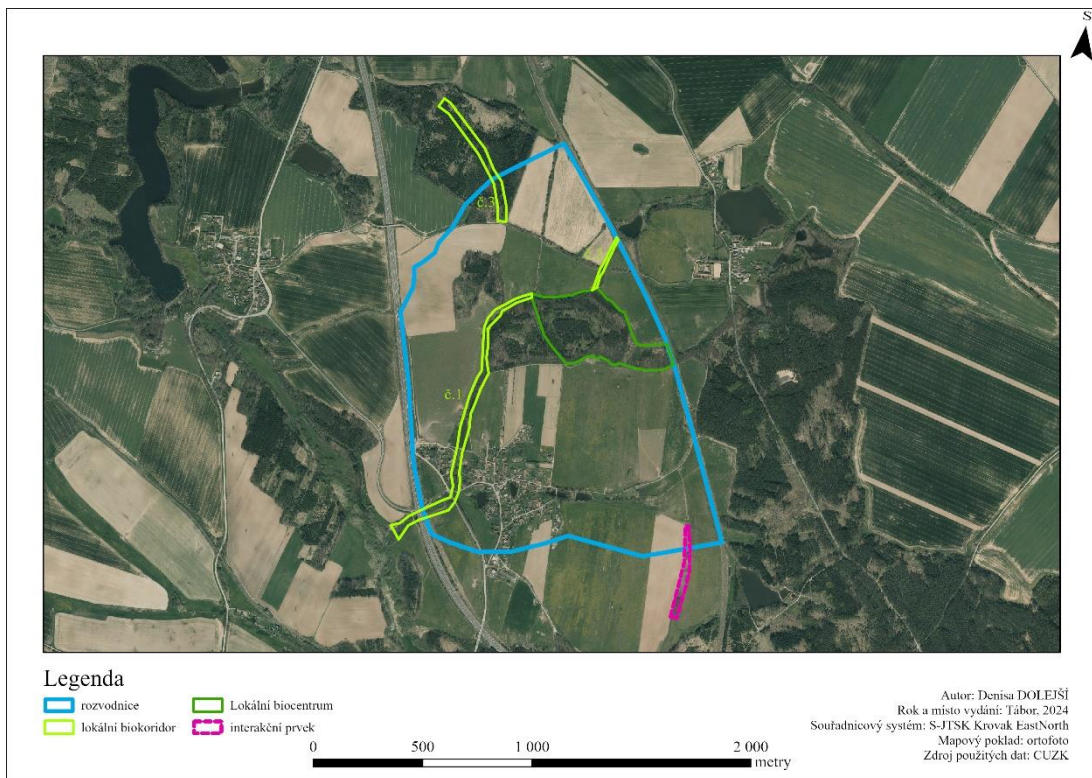 S
č.3
č.1
Legenda
rozvodnice
Lokální biocentrum
lokální biokoridor
interakční prvek
0 500 1 000 2 000
metry
Autor: Denisa DOLEJŠÍ
Rok a místo vydání: Tábor, 2024
Souřadnicový systém: S-JTSK Krovak EastNorth
Mapový poklad: ortofoto
Zdroj použitých dat: CUZK